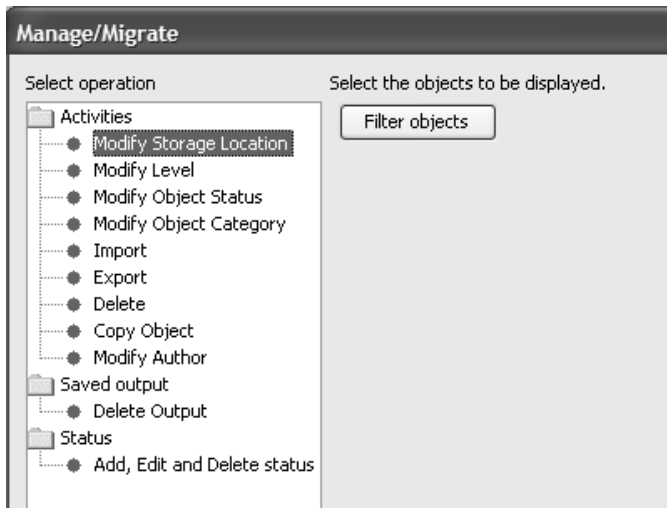 Manage/Migrate
Select operation
Select the objects to be displayed.
Activities
Filter objects
Modify Storage Location
Modify Level
Modify Object Status
Modify Object Category
Import
Export
Delete
Copy Object
Modify Author
Saved output
Delete Output
Status
Add, Edit and Delete status